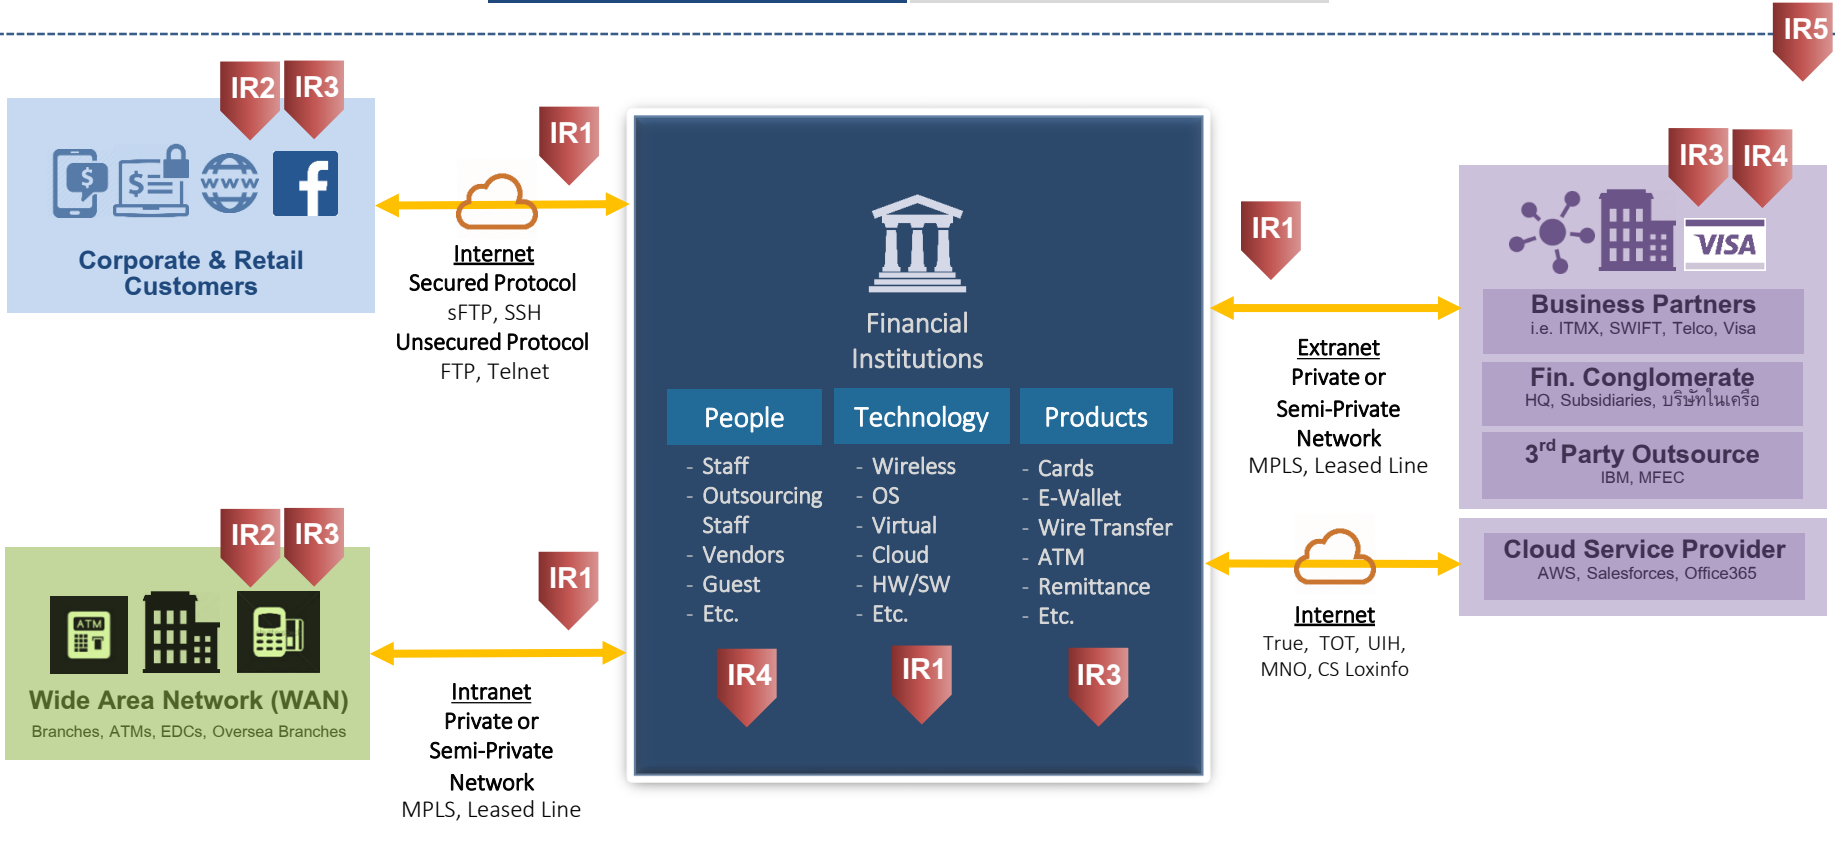 IR5
IR2 IR3
$
$
www
f
Corporate & Retail
Customers
IR1
Internet
Secured Protocol
sFTP, SSH
Unsecured Protocol
FTP, Telnet
IR2 IR3
ATM
Wide Area Network (WAN)
Branches, ATMs, EDCs, Oversea Branches
IR1
Intranet
Private or
Semi-Private
Network
MPLS, Leased Line
Financial
Institutions
People
- Staff
- Outsourcing
Staff
- Vendors
- Guest
- Etc.
IR4
Technology
- Wireless
- OS
- Virtual
- Cloud
- HW/SW
- Etc.
IR1
Products
- Cards
- E-Wallet
- Wire Transfer
- ATM
- Remittance
- Etc.
IR3
IR1
Extranet
Private or
Semi-Private
Network
MPLS, Leased Line
Internet
True, TOT, UIH,
MNO, CS Loxinfo
IR3 IR4
VISA
Business Partners
i.e. ITMX, SWIFT, Telco, Visa
Fin. Conglomerate
HQ, Subsidiaries, บริษัทในเครือ
3rd Party Outsource
IBM, MFEC
Cloud Service Provider
AWS, Salesforces, Office365